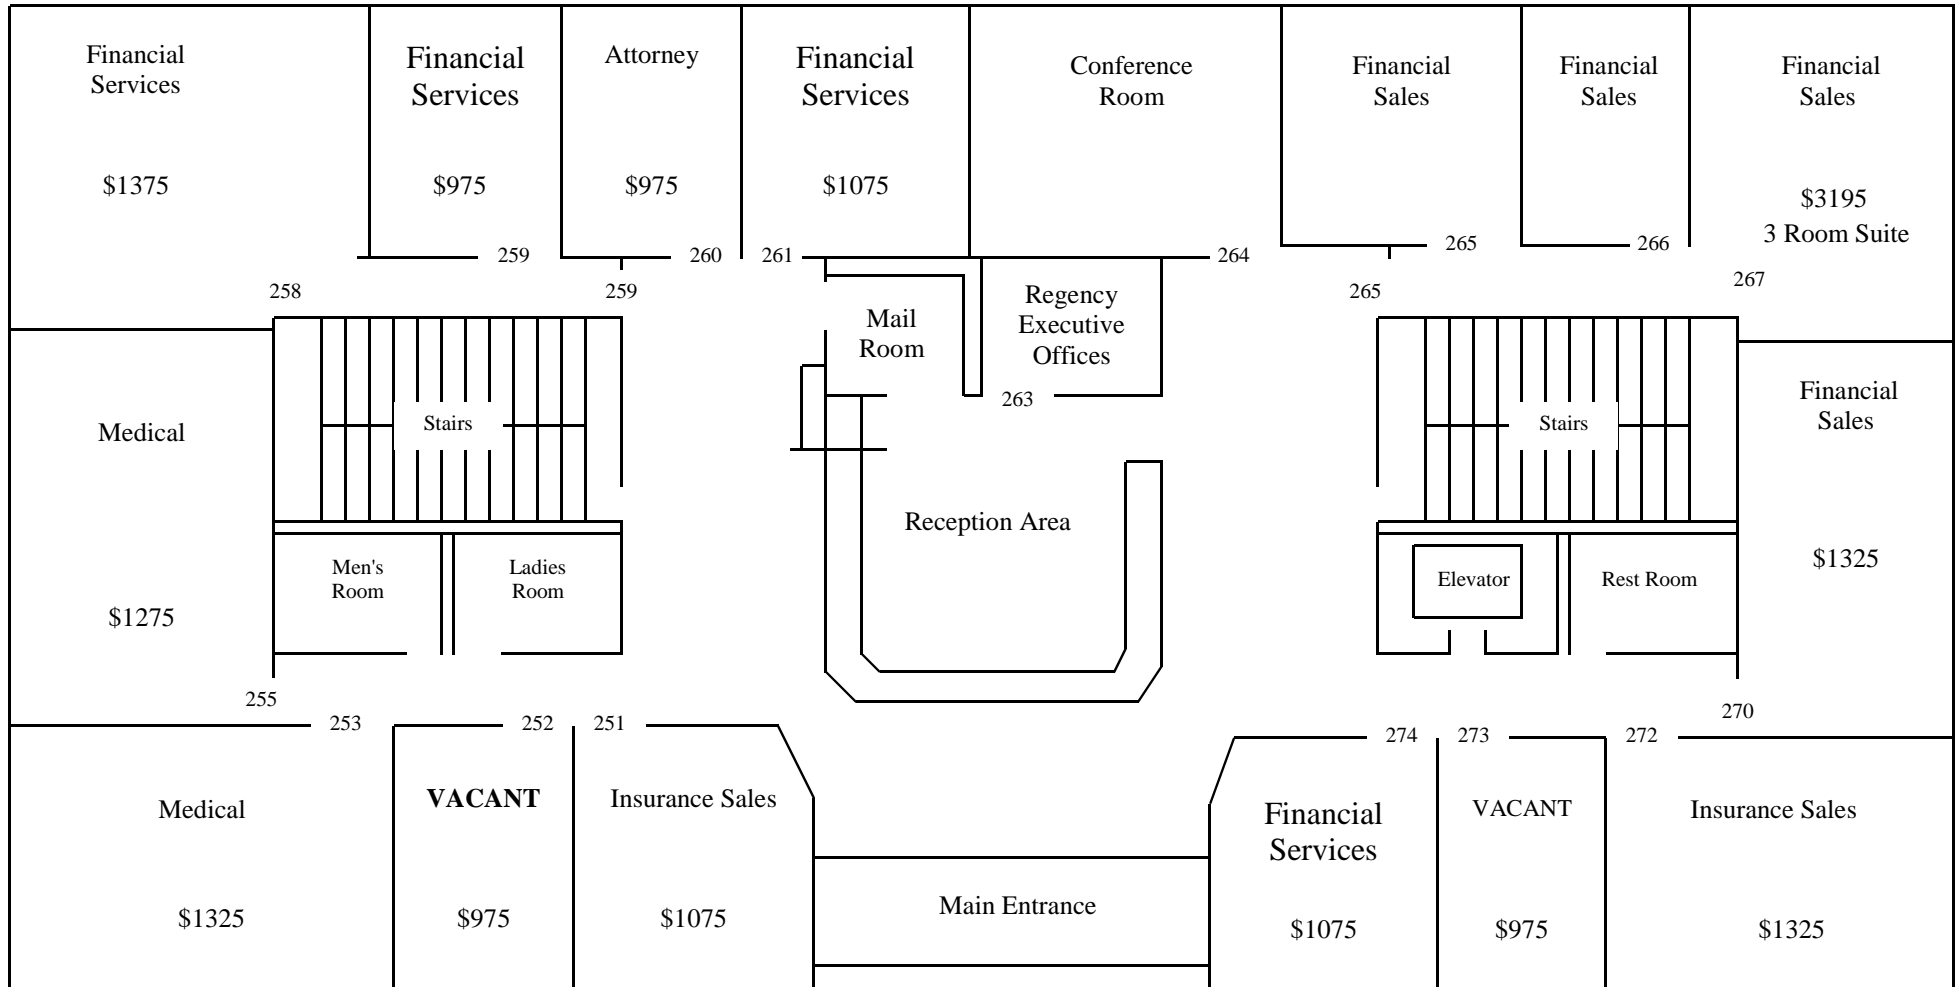 Financial
Services
$1375
Financial
Services
$975
Attorney
$975
Financial
Services
$1075
Conference
Room
Financial
Sales
Financial
Sales
Financial
Sales
$3195
3 Room Suite
259
260
261
264
265
266
267
258
259
265
Mail
Room
Regency
Executive
Offices
263
Medical
$1275
Stairs
Stairs
Financial
Sales
$1325
Reception Area
Men's
Room
Ladies
Room
Elevator
Rest Room
255
253
252
251
274
273
272
270
Medical
$1325
VACANT
$975
Insurance Sales
$1075
Main Entrance
Financial
Services
$1075
VACANT
$975
Insurance Sales
$1325